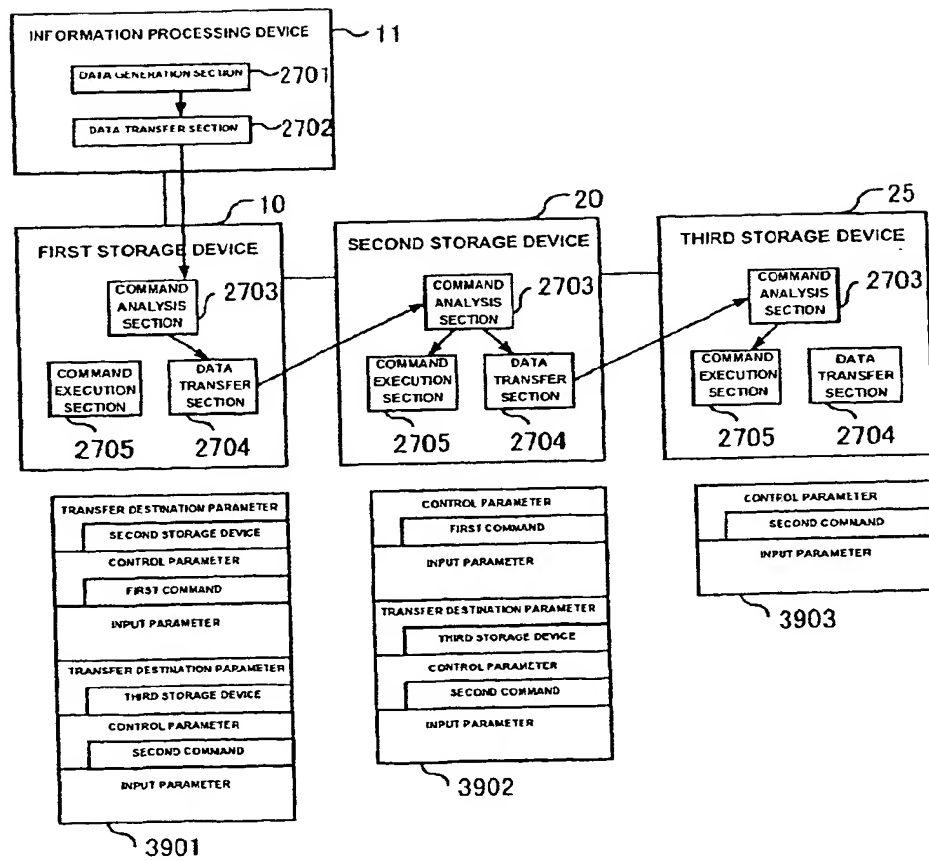 INFORMATION PROCESSING DEVICE
11
DATA GENERATION SECTION
2701
DATA TRANSFER SECTION
2702
10
FIRST STORAGE DEVICE
COMMAND
ANALYSIS
SECTION
2703
COMMAND
EXECUTION
SECTION
2705
DATA
TRANSFER
SECTION
2704
20
SECOND STORAGE DEVICE
COMMAND
ANALYSIS
SECTION
2703
COMMAND
EXECUTION
SECTION
2705
DATA
TRANSFER
SECTION
2704
25
THIRD STORAGE DEVICE
COMMAND
ANALYSIS
SECTION
2703
COMMAND
EXECUTION
SECTION
2705
DATA
TRANSFER
SECTION
2704
TRANSFER DESTINATION PARAMETER
SECOND STORAGE DEVICE
CONTROL PARAMETER
FIRST COMMAND
INPUT PARAMETER
TRANSFER DESTINATION PARAMETER
THIRD STORAGE DEVICE
CONTROL PARAMETER
SECOND COMMAND
INPUT PARAMETER
3901
CONTROL PARAMETER
FIRST COMMAND
INPUT PARAMETER
TRANSFER DESTINATION PARAMETER
THIRD STORAGE DEVICE
CONTROL PARAMETER
SECOND COMMAND
INPUT PARAMETER
3902
CONTROL PARAMETER
SECOND COMMAND
INPUT PARAMETER
3903